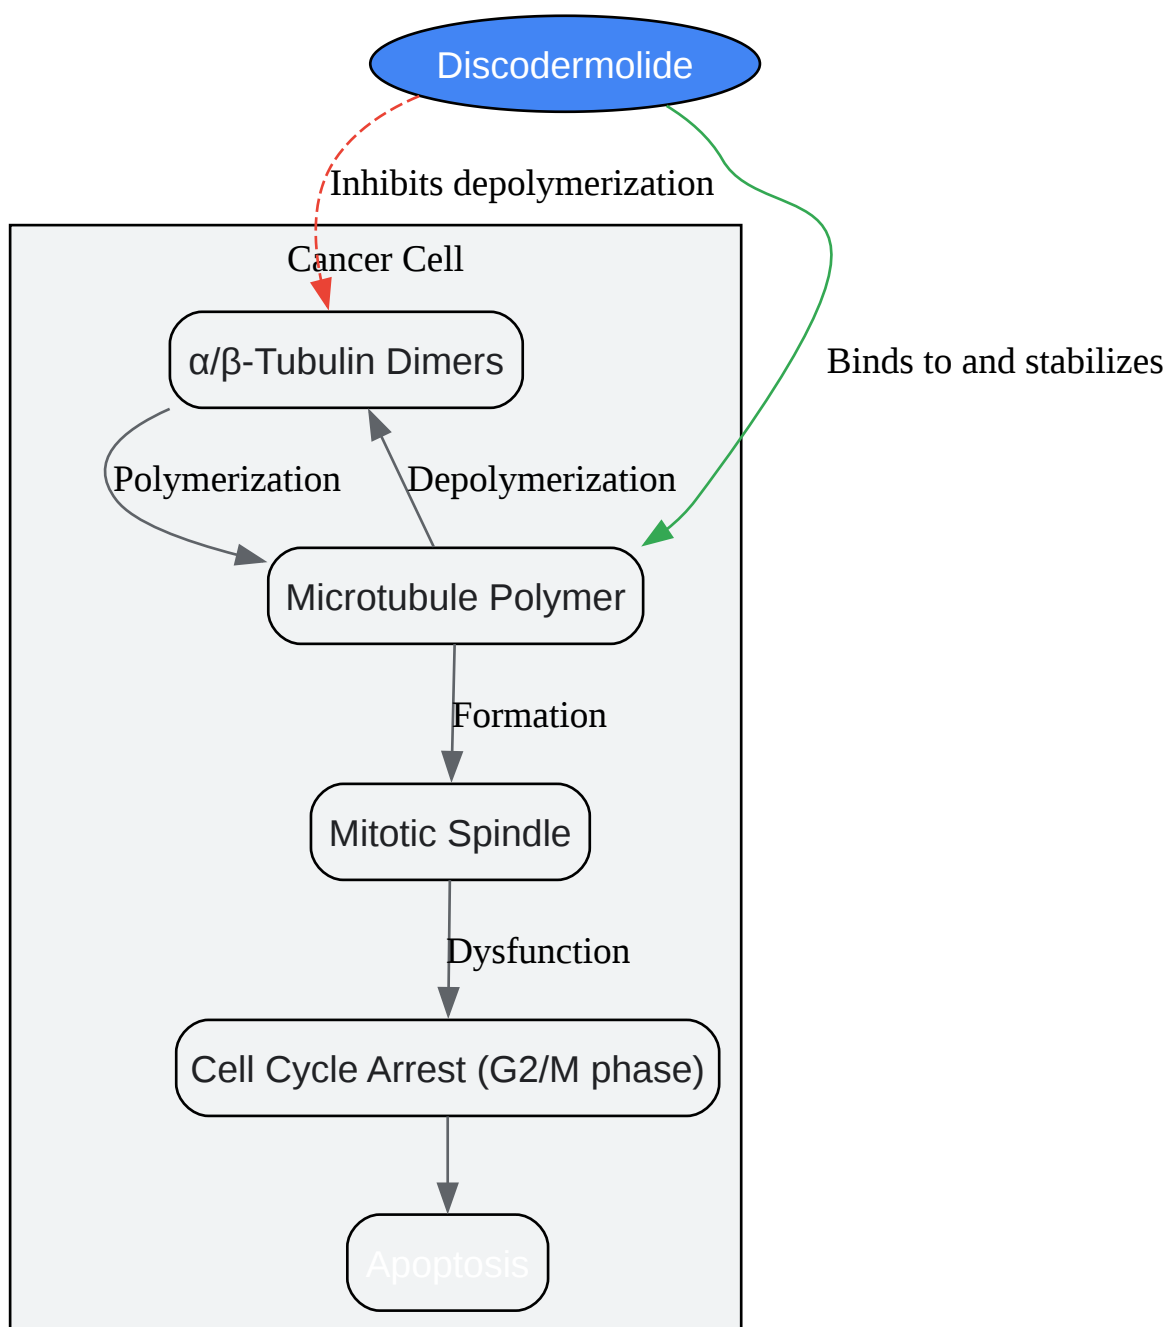 Discodermolide
Inhibits depolymerization
Cancer Cell
α/β-Tubulin Dimers
Binds to and stabilizes
Polymerization
Depolymerization
Microtubule Polymer
Formation
Mitotic Spindle
Dysfunction
Cell Cycle Arrest (G2/M phase)
Apoptosis